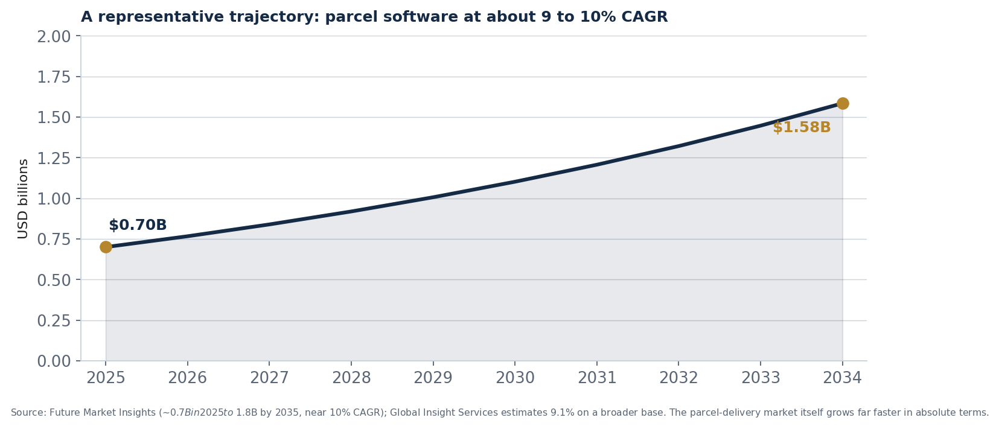 A representative trajectory: parcel software at about 9 to 10% CAGR
2.00
1.75
1.50
1.25
1.00
0.75
0.50
0.25
0.00
USD billions
$0.70B
$1.58B
2025 2026 2027 2028 2029 2030 2031 2032 2033 2034
Source: Future Market Insights (~0.7Bin2025to 1.8B by 2035, near 10% CAGR); Global Insight Services estimates 9.1% on a broader base. The parcel-delivery market itself grows far faster in absolute terms.